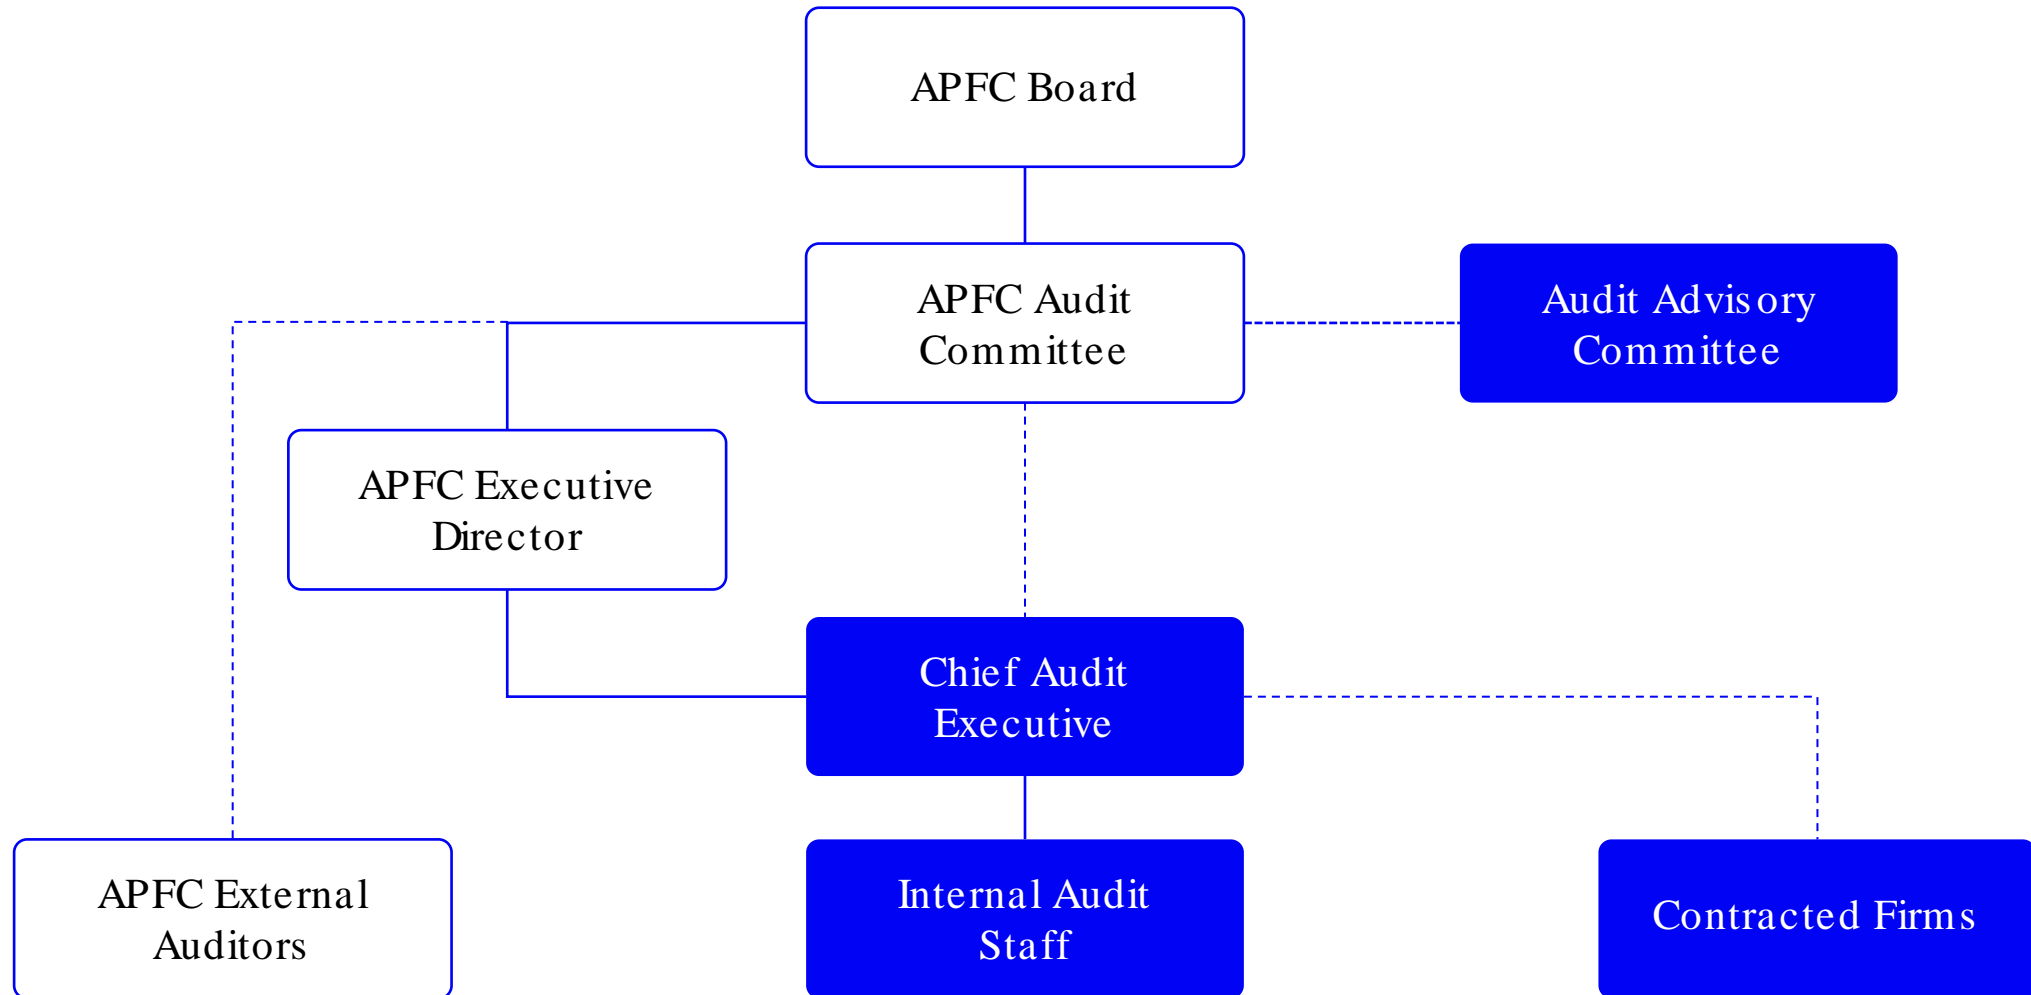 APFC Board
APFC Audit
Committee
Audit Advisory
Committee
APFC Executive
Director
Chief Audit
Executive
APFC External
Auditors
Internal Audit
Staff
Contracted Firms